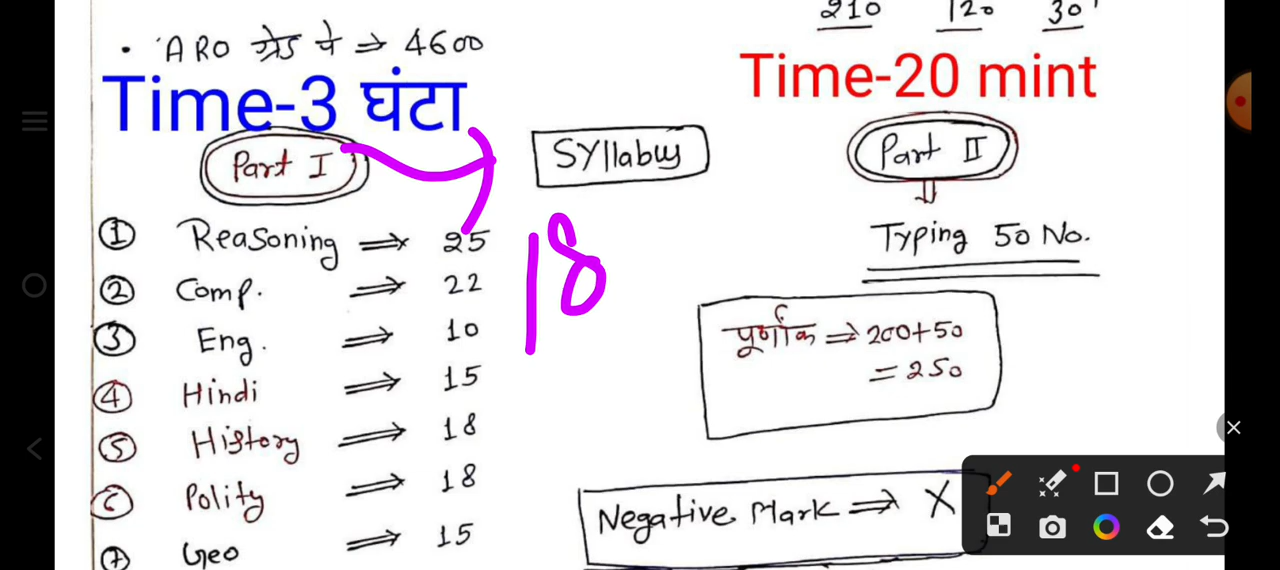 210 120 30
• 'ARO ग्रेड पे ⇒ 4600
Time-3 घंटा
Time-20 mint
Part I
Syllabus
Part II
① Reasoning ⇒ 25
② Comp. ⇒ 22
③ Eng. ⇒ 10
④ Hindi ⇒ 15
⑤ History ⇒ 18
⑥ Polity ⇒ 18
⑦ Geo ⇒ 15
18
Typing 50 No.
पूर्णांक ⇒ 200+50
= 250
Negative Mark ⇒ X